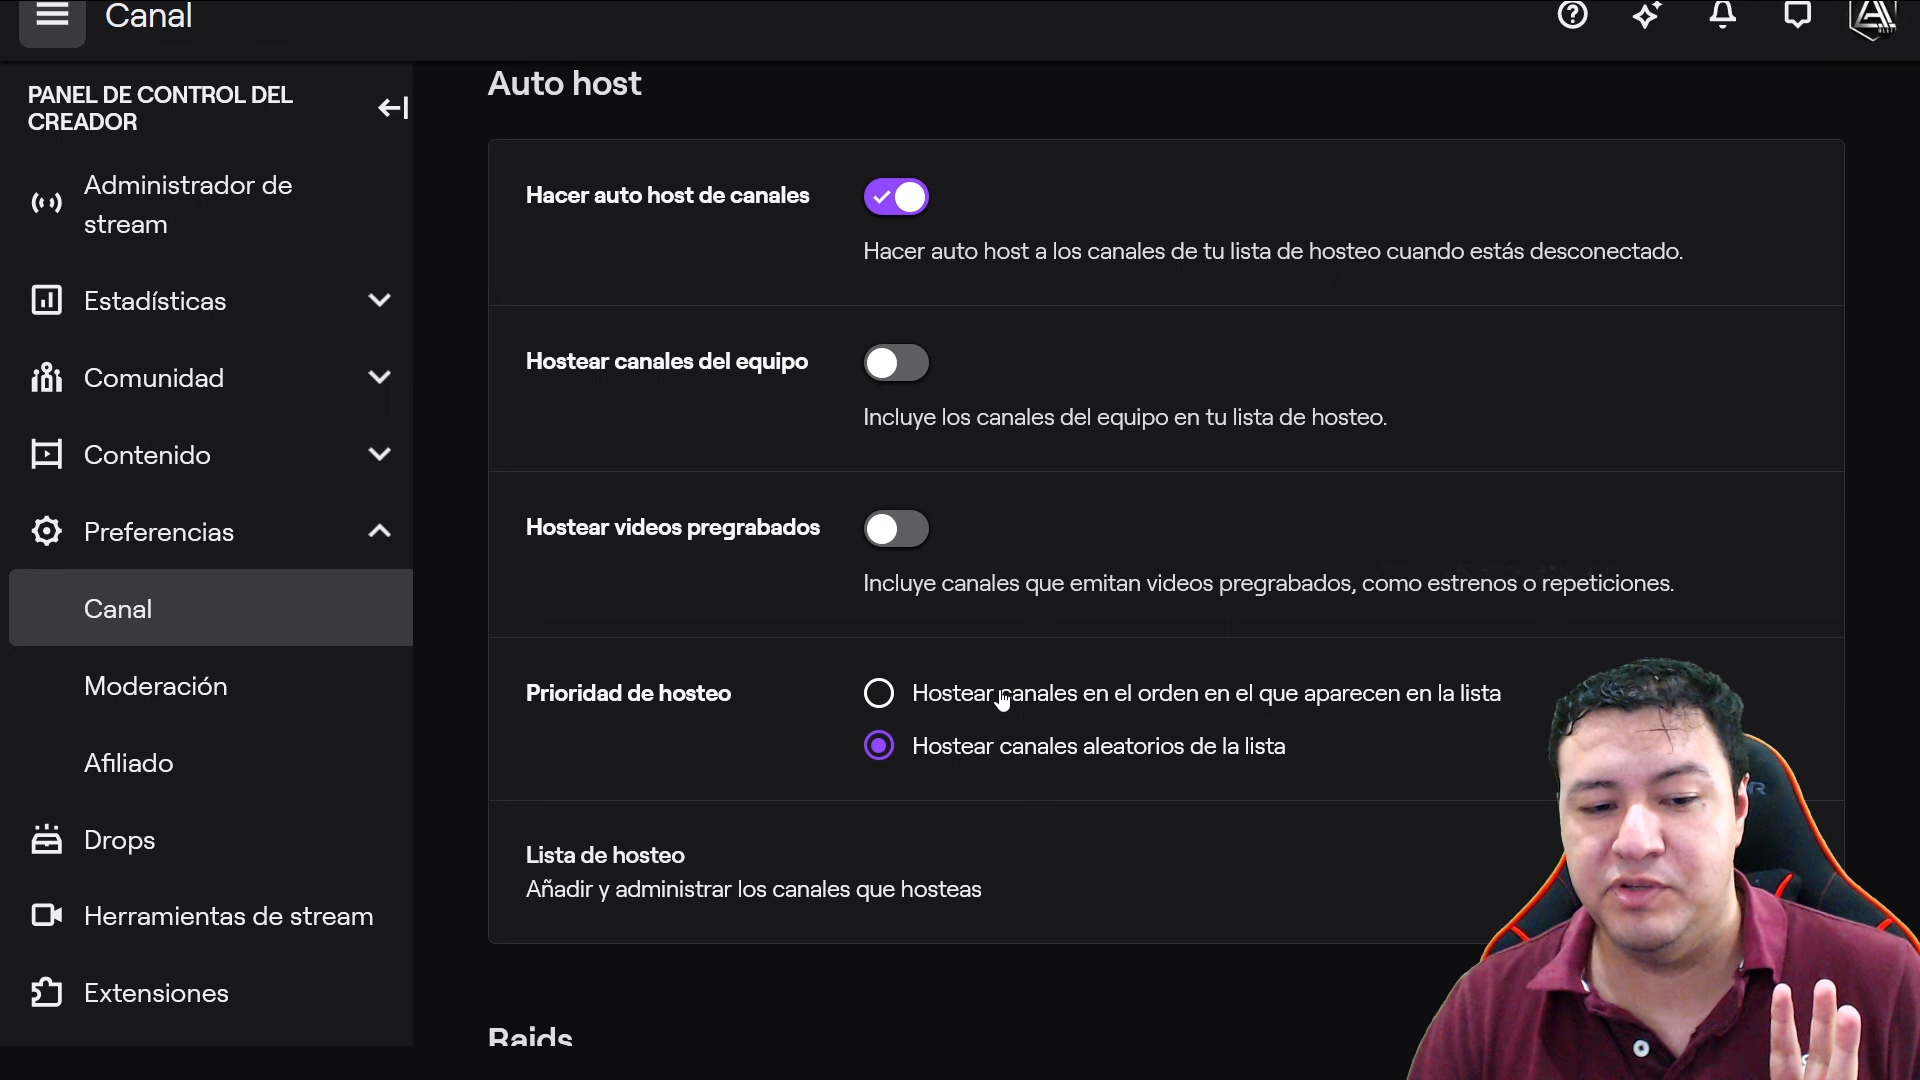 Canal
PANEL DE CONTROL DEL
CREADOR
Administrador de
stream
Estadísticas
Comunidad
Contenido
Preferencias
Canal
Moderación
Afiliado
Drops
Herramientas de stream
Extensiones
Auto host
Hacer auto host de canales
Hacer auto host a los canales de tu lista de hosteo cuando estás desconectado.
Hostear canales del equipo
Incluye los canales del equipo en tu lista de hosteo.
Hostear videos pregrabados
Incluye canales que emitan videos pregrabados, como estrenos o repeticiones.
Prioridad de hosteo
Hostear canales en el orden en el que aparecen en la lista
Hostear canales aleatorios de la lista
Lista de hosteo
Añadir y administrar los canales que hosteas
Raids